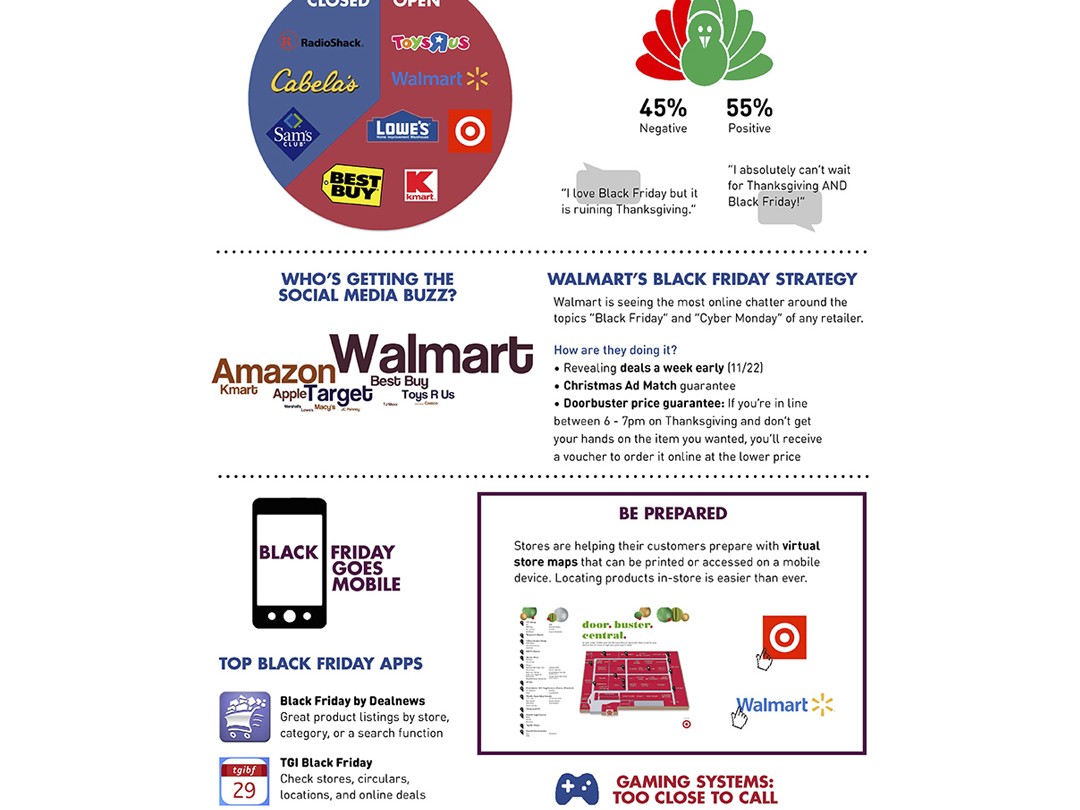 CLOSED OPEN
RadioShack.
Toys R Us
Cabela's
Walmart
Sam's
CLUB
LOWE'S
Home Improvement Warehouse
BEST
BUY
K
kmart
45% 55%
Negative Positive
"I love Black Friday but it
is ruining Thanksgiving."
"I absolutely can't wait
for Thanksgiving AND
Black Friday!"
WHO'S GETTING THE
SOCIAL MEDIA BUZZ?
Walmart
Amazon
Best Buy
Kmart
Apple
Target
Toys R Us
Marshalls
Lowe's
Macy's
JC Penney
TJ Maxx
WALMART'S BLACK FRIDAY STRATEGY
Walmart is seeing the most online chatter around the
topics "Black Friday" and "Cyber Monday" of any retailer.
How are they doing it?
• Revealing deals a week early (11/22)
• Christmas Ad Match guarantee
• Doorbuster price guarantee: If you're in line
between 6 - 7pm on Thanksgiving and don't get
your hands on the item you wanted, you'll receive
a voucher to order it online at the lower price
BLACK FRIDAY
GOES
MOBILE
TOP BLACK FRIDAY APPS
Black Friday by Dealnews
Great product listings by store,
category, or a search function
tgibf
29
TGI Black Friday
Check stores, circulars,
locations, and online deals
BE PREPARED
Stores are helping their customers prepare with virtual
store maps that can be printed or accessed on a mobile
device. Locating products in-store is easier than ever.
door. buster.
central.
Walmart
GAMING SYSTEMS:
TOO CLOSE TO CALL